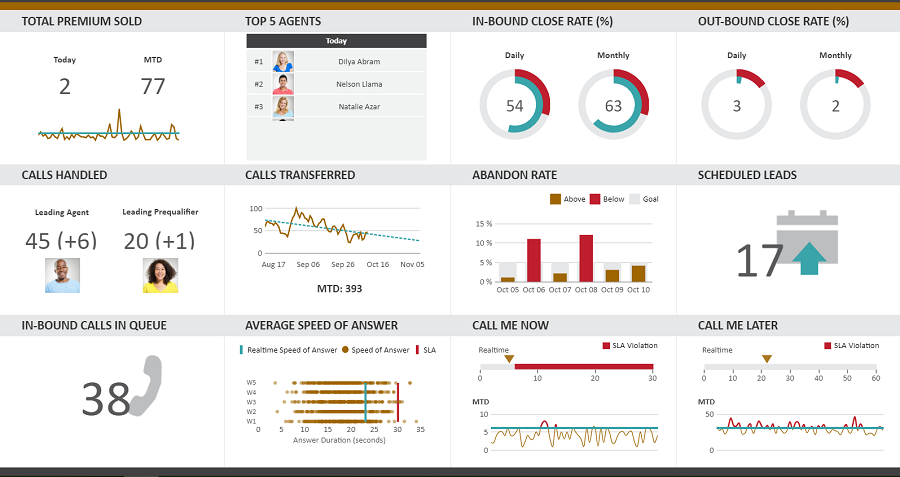 TOTAL PREMIUM SOLD
Today MTD
2 77
TOP 5 AGENTS
Today
#1 Dilya Abram
#2 Nelson Llama
#3 Natalie Azar
IN-BOUND CLOSE RATE (%)
Daily Monthly
54 63
OUT-BOUND CLOSE RATE (%)
Daily Monthly
3 2
CALLS HANDLED
Leading Agent Leading Prequalifier
45 (+6) 20 (+1)
CALLS TRANSFERRED
100
50
0
Aug 17 Sep 06 Sep 26 Oct 16 Nov 05
MTD: 393
ABANDON RATE
Above Below Goal
15 %
10 %
5 %
0 %
Oct 05 Oct 06 Oct 07 Oct 08 Oct 09 Oct 10
SCHEDULED LEADS
17
IN-BOUND CALLS IN QUEUE
38
AVERAGE SPEED OF ANSWER
Realtime Speed of Answer Speed of Answer SLA
W5
W4
W3
W2
W1
0 5 10 15 20 25 30 35
Answer Duration (seconds)
CALL ME NOW
SLA Violation
Realtime
0 10 20 30
MTD
10
5
0
CALL ME LATER
SLA Violation
Realtime
0 10 20 30 40 50 60
MTD
50
0